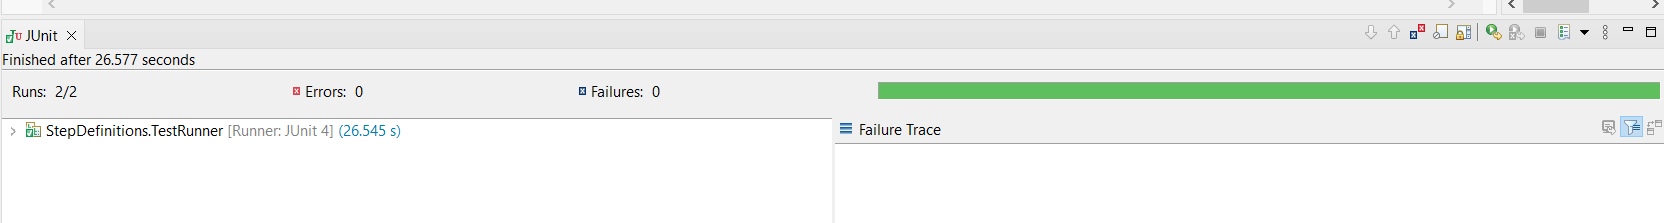 JUnit
Finished after 26.577 seconds
Runs: 2/2 Errors: 0 Failures: 0
StepDefinitions.TestRunner [Runner: JUnit 4] (26.545 s)
Failure Trace